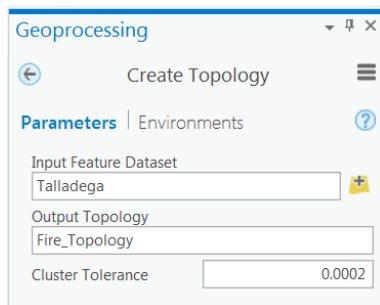 Geoprocessing
Create Topology
Parameters | Environments
Input Feature Dataset
Talladega
Output Topology
Fire_Topology
Cluster Tolerance 0.0002